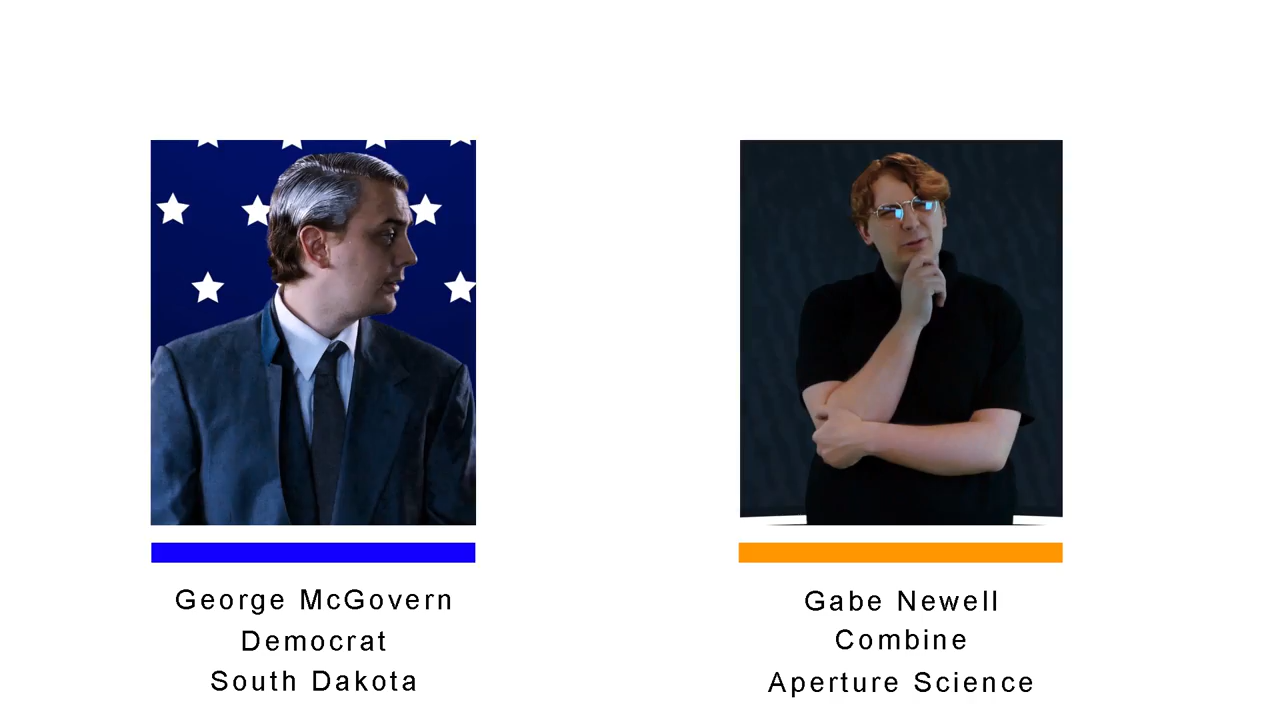 George McGovern
Democrat
South Dakota
Gabe Newell
Combine
Aperture Science